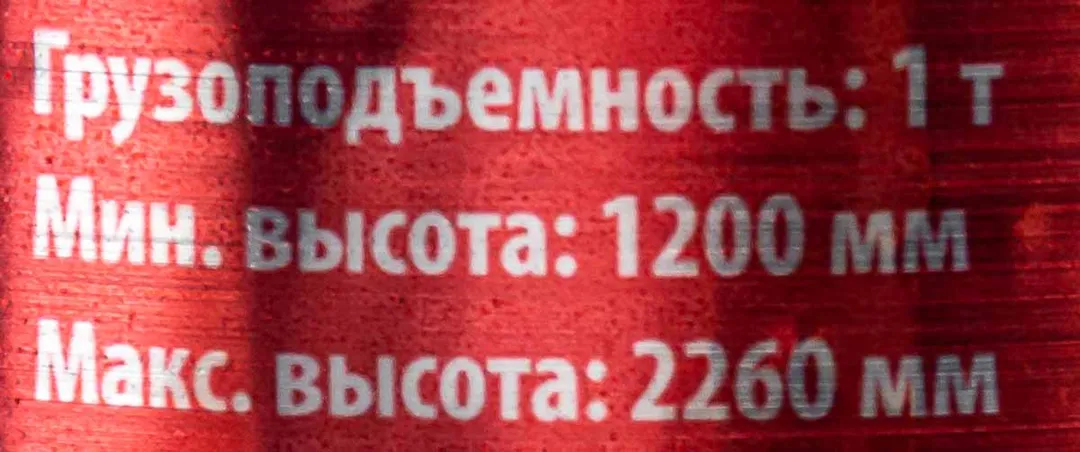 Грузоподъемность: 1 т
Мин. высота: 1200 мм
Макс. высота: 2260 мм